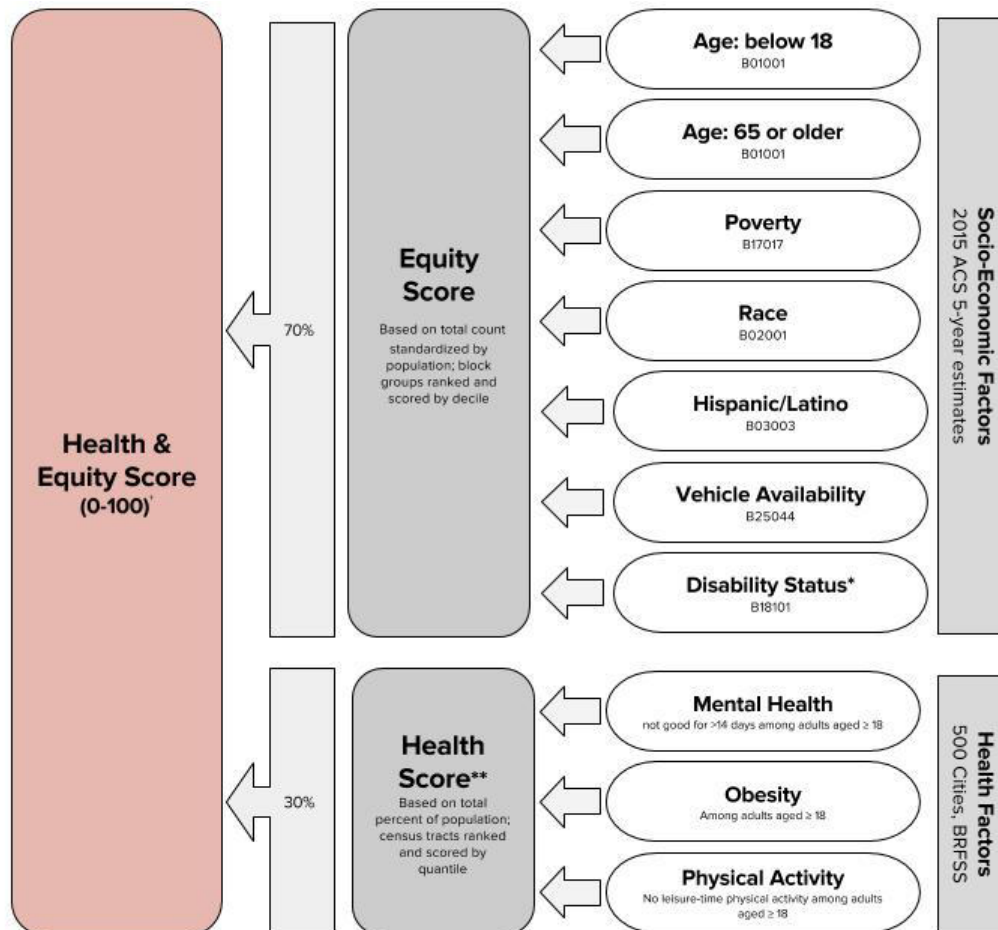 Health &
Equity Score
(0-100)
70%
30%
Equity
Score
Based on total count
standardized by
population; block
groups ranked and
scored by decile
Health
Score**
Based on total
percent of population;
census tracts ranked
and scored by
quantile
Age: below 18
B01001
Age: 65 or older
B01001
Poverty
B17017
Race
B02001
Hispanic/Latino
B03003
Vehicle Availability
B25044
Disability Status*
B18101
Mental Health
not good for >14 days among adults aged ≥ 18
Obesity
Among adults aged ≥ 18
Physical Activity
No leisure-time physical activity among adults
aged ≥ 18
Socio-Economic Factors
2015 ACS 5-year estimates
Health Factors
500 Cities, BRFSS